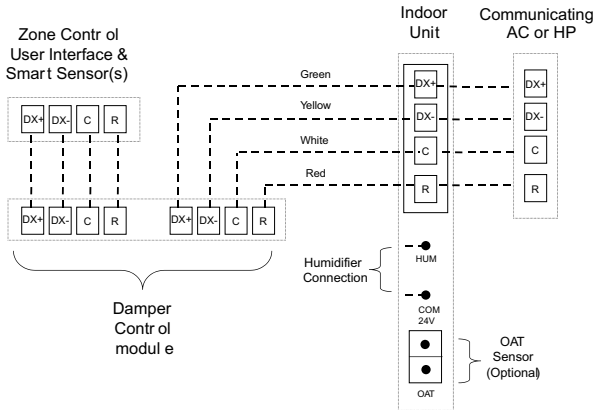 Zone Contr ol
User Interface &
Smart Sensor(s)
Indoor
Unit
Communicating
AC or HP
DX+ DX- C R
Green
Yellow
White
Red
DX+
DX-
C
R
DX+
DX-
C
R
DX+ DX- C R
DX+ DX- C R
Damper
Contr ol
modul e
Humidifier
Connection
HUM
COM
24V
OAT
OAT
Sensor
(Optional)